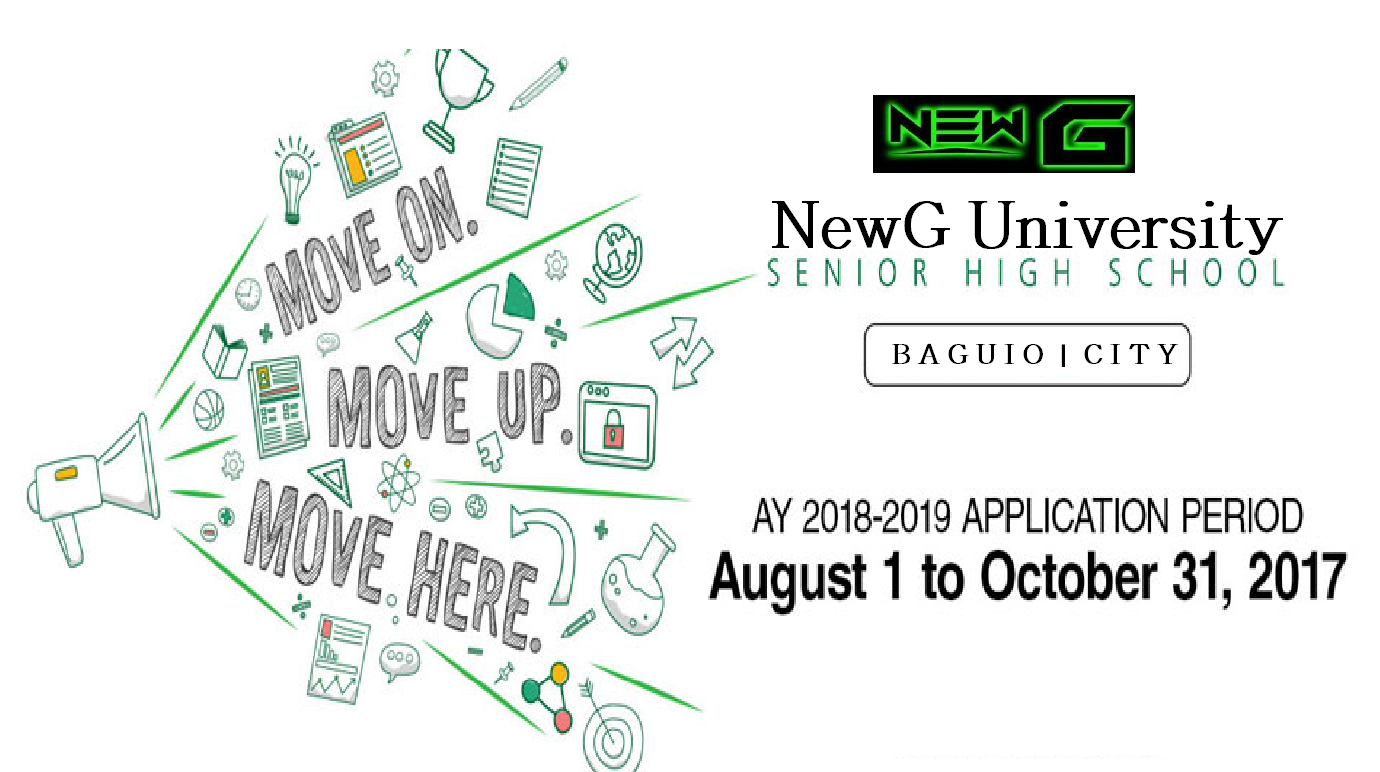 MOVE ON.
MOVE UP.
MOVE HERE.
NEW G
NewG University
SENIOR HIGH SCHOOL
BAGUIO | CITY
AY 2018-2019 APPLICATION PERIOD
August 1 to October 31, 2017